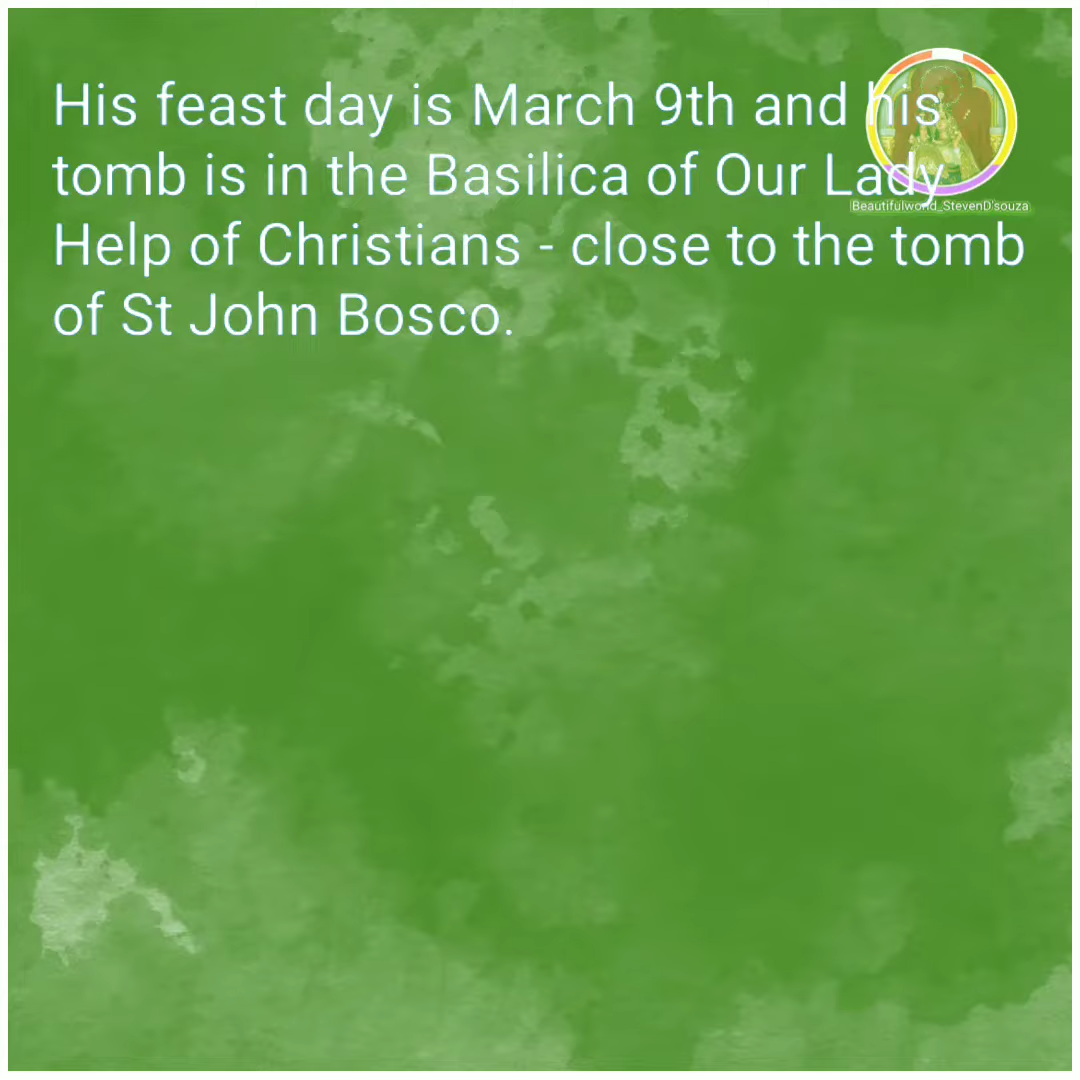 His feast day is March 9th and his
tomb is in the Basilica of Our Lady
Help of Christians - close to the tomb
of St John Bosco.
Beautifulworld_StevenD'souza